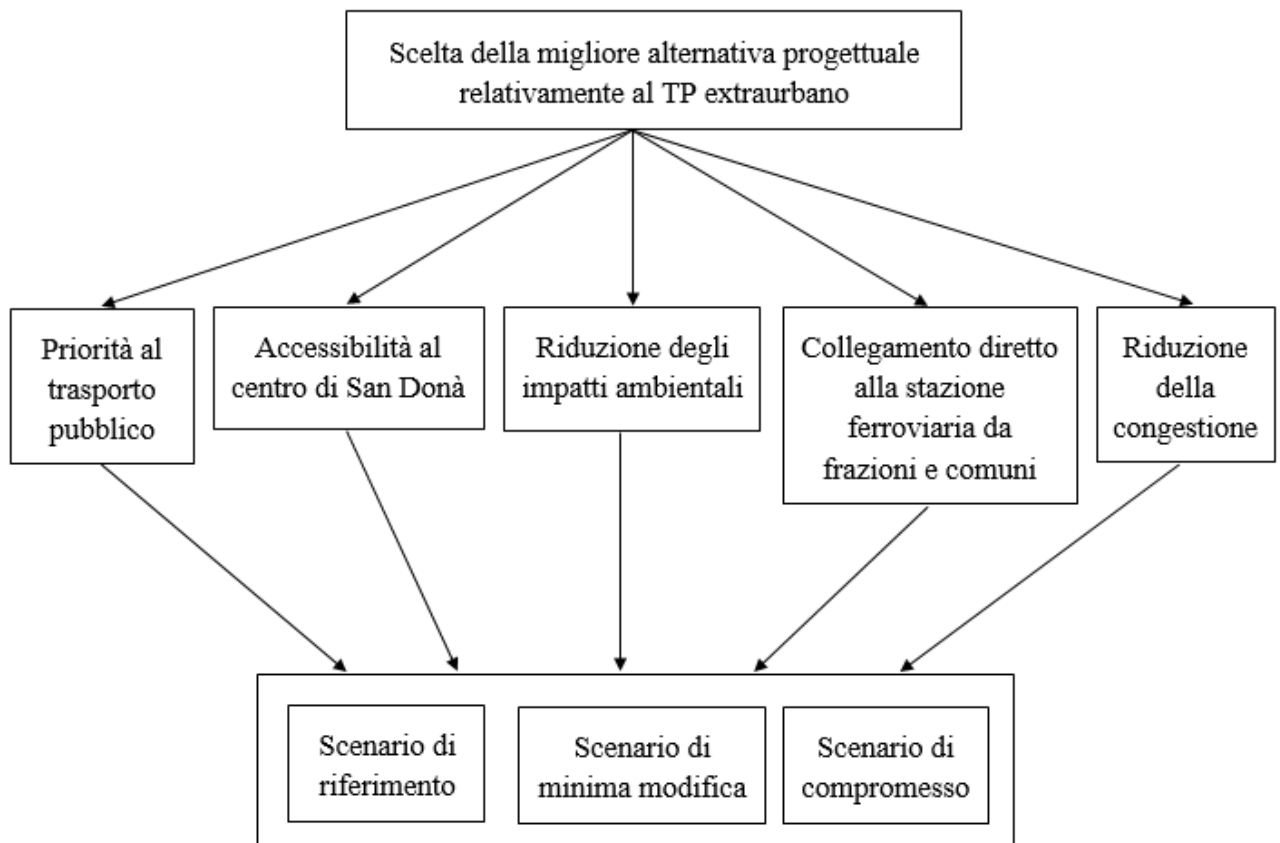 Scelta della migliore alternativa progettuale
relativamente al TP extraurbano
Priorità al
trasporto
pubblico
Accessibilità al
centro di San Donà
Riduzione degli
impatti ambientali
Collegamento diretto
alla stazione
ferroviaria da
frazioni e comuni
Riduzione
della
congestione
Scenario di
riferimento
Scenario di
minima modifica
Scenario di
compromesso